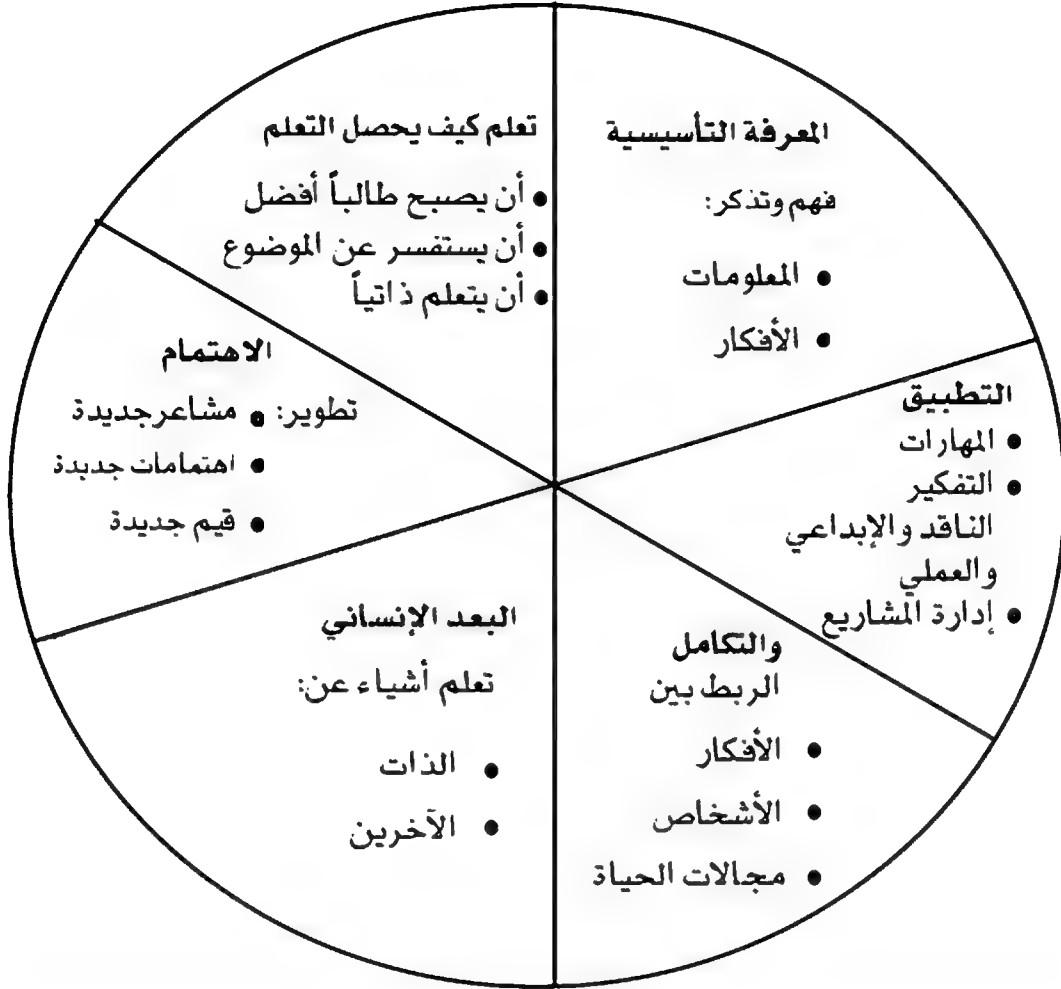 المعرفة التأسيسية
فهم وتذكر:
• المعلومات
• الأفكار
التطبيق
• المهارات
• التفكير
الناقد والإبداعي
والعملي
• إدارة المشاريع
والتكامل
الربط بين
• الأفكار
• الأشخاص
• مجالات الحياة
البعد الإنساني
تعلم أشياء عن:
• الذات
• الآخرين
الاهتمام
تطوير: • مشاعر جديدة
• اهتمامات جديدة
• قيم جديدة
تعلم كيف يحصل التعلم
• أن يصبح طالباً أفضل
• أن يستفسر عن الموضوع
• أن يتعلم ذاتياً